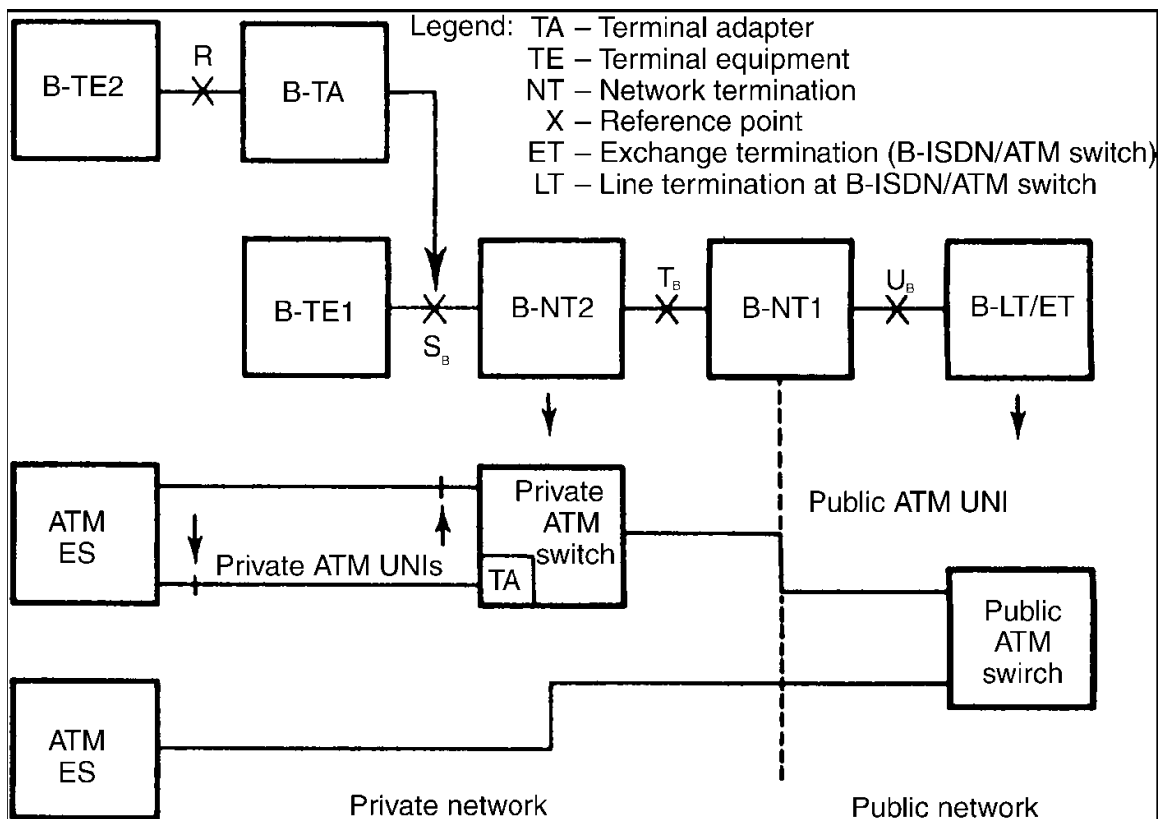 Legend: TA – Terminal adapter
TE – Terminal equipment
NT – Network termination
X – Reference point
ET – Exchange termination (B-ISDN/ATM switch)
LT – Line termination at B-ISDN/ATM switch
B-TE2
R
B-TA
B-TE1
S_B
B-NT2
T_B
B-NT1
U_B
B-LT/ET
ATM
ES
Private ATM UNIs
Private
ATM
switch
TA
Public ATM UNI
Public
ATM
swirch
ATM
ES
Private network
Public network